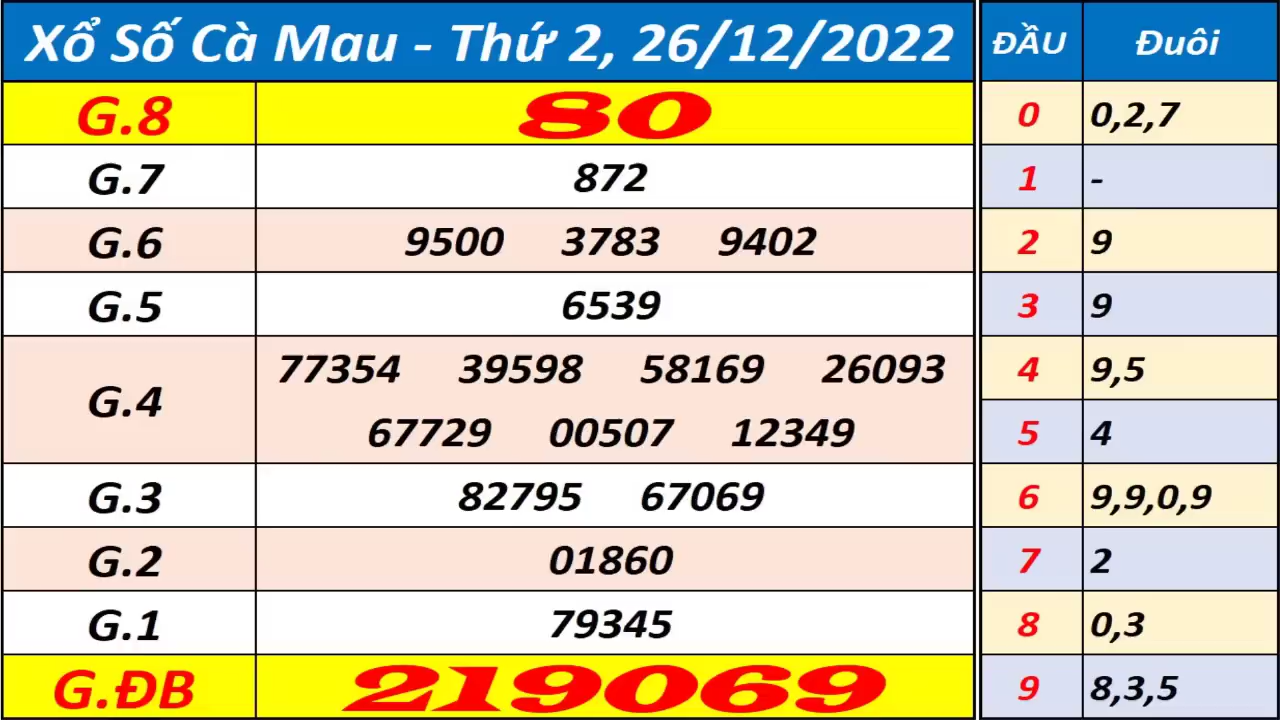 Xổ Số Cà Mau - Thứ 2, 26/12/2022 ĐẦU Đuôi
G.8 80 0 0,2,7
G.7 872 1 -
G.6 9500 3783 9402 2 9
G.5 6539 3 9
G.4 77354 39598 58169 26093 4 9,5
67729 00507 12349 5 4
G.3 82795 67069 6 9,9,0,9
G.2 01860 7 2
G.1 79345 8 0,3
G.ĐB 219069 9 8,3,5